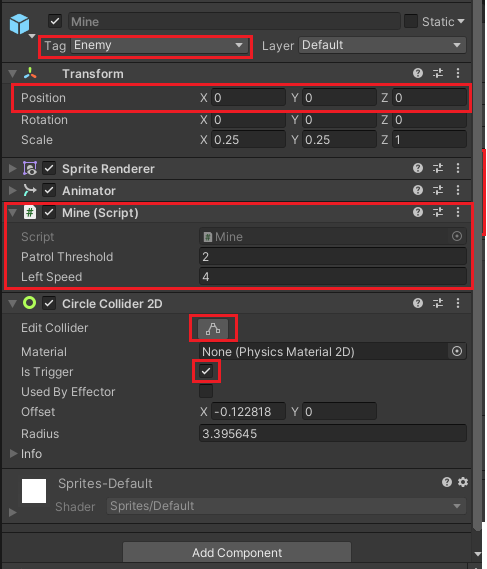 Mine Static
Tag Enemy Layer Default
Transform
Position X 0 Y 0 Z 0
Rotation X 0 Y 0 Z 0
Scale X 0.25 Y 0.25 Z 1
Sprite Renderer
Animator
# Mine (Script)
Script # Mine
Patrol Threshold 2
Left Speed 4
Circle Collider 2D
Edit Collider
Material None (Physics Material 2D)
Is Trigger
Used By Effector
Offset X -0.122818 Y 0
Radius 3.395645
Info
Sprites-Default
Shader Sprites/Default
Add Component